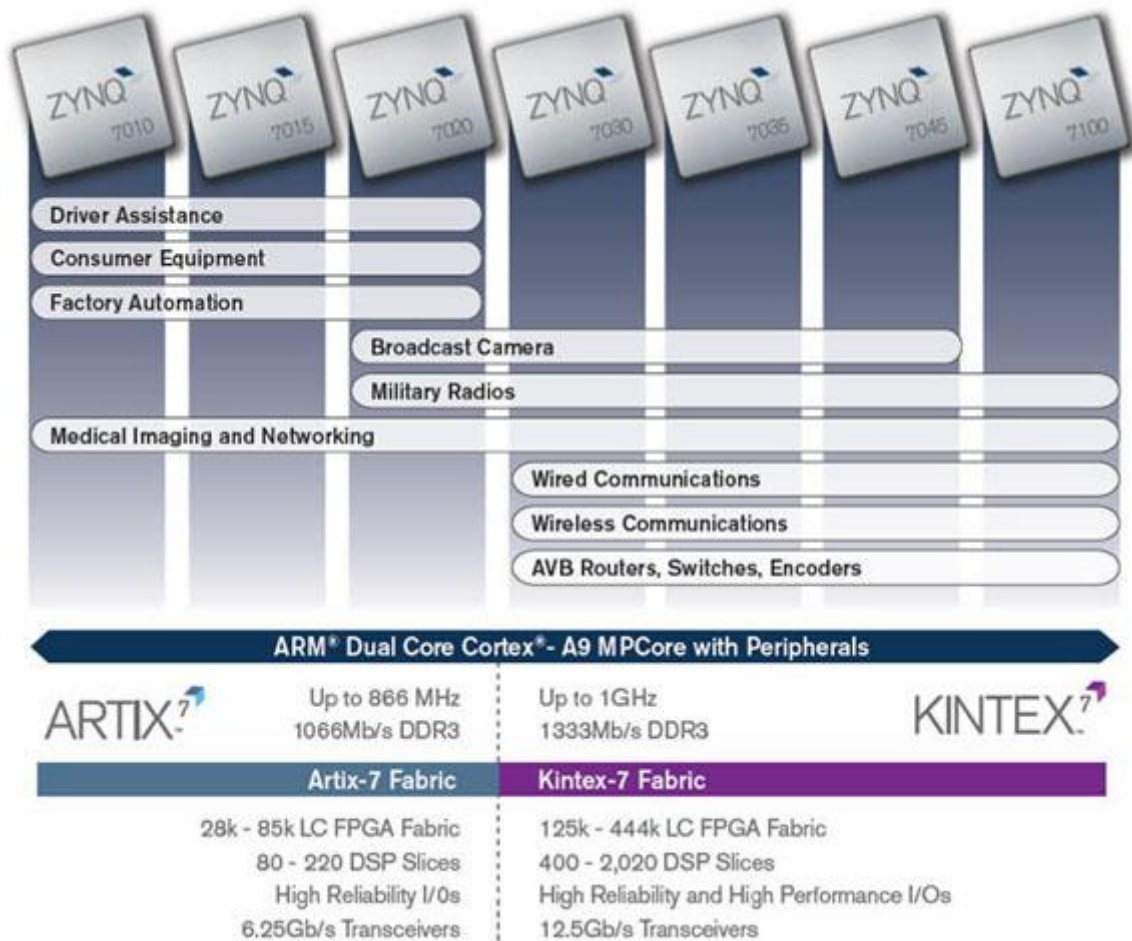 ZYNQ 7010
ZYNQ 7015
ZYNQ 7020
ZYNQ 7030
ZYNQ 7035
ZYNQ 7045
ZYNQ 7100
Driver Assistance
Consumer Equipment
Factory Automation
Broadcast Camera
Military Radios
Medical Imaging and Networking
Wired Communications
Wireless Communications
AVB Routers, Switches, Encoders
ARM® Dual Core Cortex®- A9 MPCore with Peripherals
ARTIX.7™
Up to 866 MHz
1066Mb/s DDR3
Up to 1GHz
1333Mb/s DDR3
KINTEX.7™
Artix-7 Fabric
Kintex-7 Fabric
28k - 85k LC FPGA Fabric
80 - 220 DSP Slices
High Reliability I/0s
6.25Gb/s Transceivers
125k - 444k LC FPGA Fabric
400 - 2,020 DSP Slices
High Reliability and High Performance I/Os
12.5Gb/s Transceivers